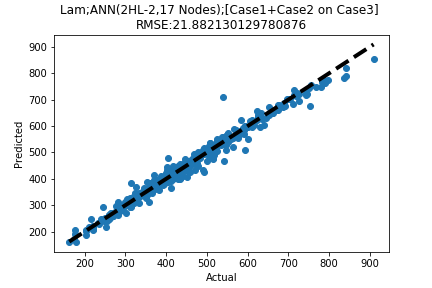 Lam;ANN(2HL-2,17 Nodes);[Case1+Case2 on Case3]
RMSE:21.882130129780876
900
800
700
600
500
400
300
200
Predicted
200 300 400 500 600 700 800 900
Actual